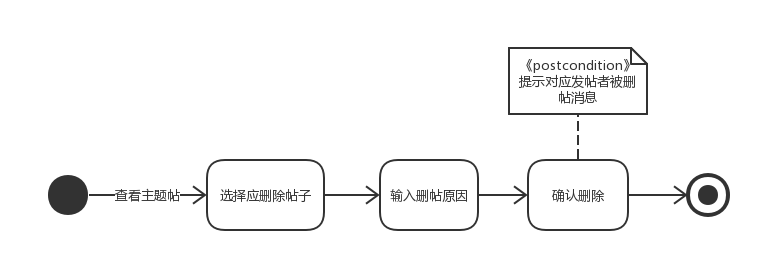 《postcondition》
提示对应发帖者被删
帖消息
查看主题帖
选择应删除帖子
输入删帖原因
确认删除